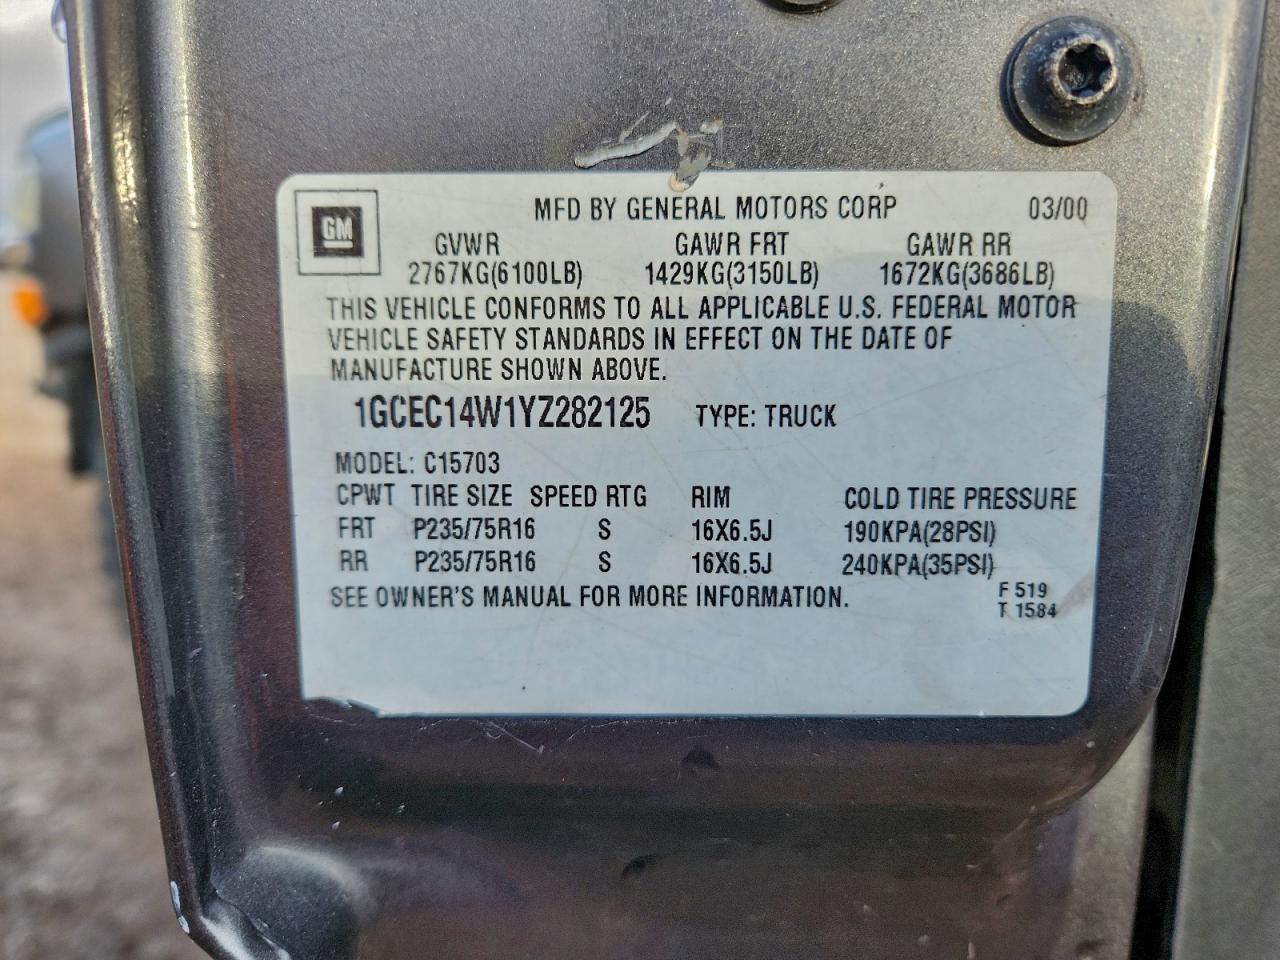 GM
MFD BY GENERAL MOTORS CORP 03/00
GVWR GAWR FRT GAWR RR
2767KG(6100LB) 1429KG(3150LB) 1672KG(3686LB)
THIS VEHICLE CONFORMS TO ALL APPLICABLE U.S. FEDERAL MOTOR
VEHICLE SAFETY STANDARDS IN EFFECT ON THE DATE OF
MANUFACTURE SHOWN ABOVE.
1GCEC14W1YZ282125 TYPE: TRUCK
MODEL: C15703
CPWT TIRE SIZE SPEED RTG RIM COLD TIRE PRESSURE
FRT P235/75R16 S 16X6.5J 190KPA(28PSI)
RR P235/75R16 S 16X6.5J 240KPA(35PSI)
SEE OWNER'S MANUAL FOR MORE INFORMATION.
F 519
T 1584